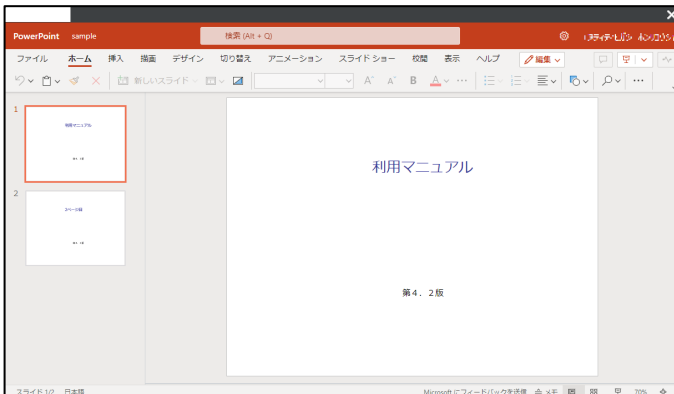 PowerPoint sample 検索 (Alt + Q)
ファイル ホーム 挿入 描画 デザイン 切り替え アニメーション スライド ショー 校閲 表示 ヘルプ 編集
新しいスライド A^ A˅ B A
1
利用マニュアル
2
2ページ目
利用マニュアル
第4．2版
スライド 1/2 日本語 Microsoft にフィードバックを送信 メモ 70%